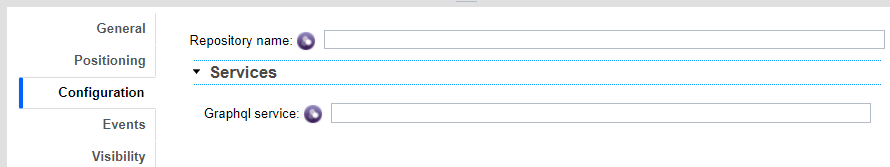 General
Positioning
Configuration
Events
Visibility
Repository name:
Services
Graphql service: